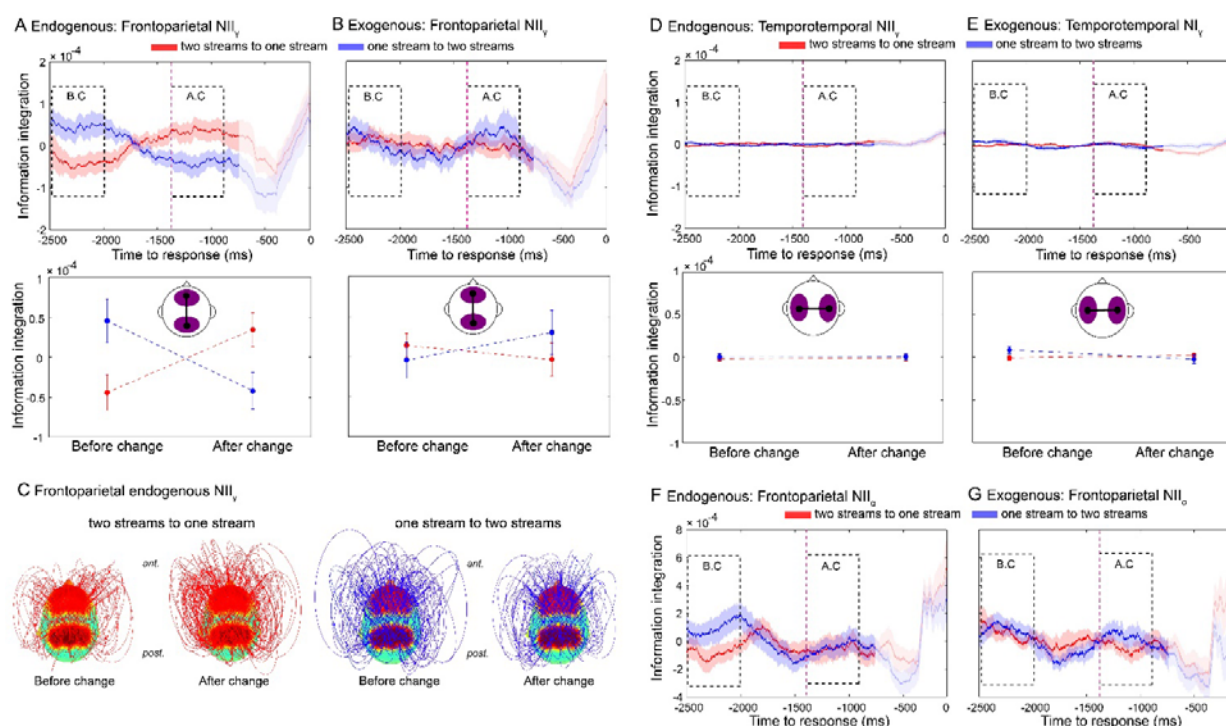 A Endogenous: Frontoparietal NIIγ
B Exogenous: Frontoparietal NIIγ
two streams to one stream
one stream to two streams
× 10⁻⁴
Information integration
2
1
0
-1
-2
B.C
A.C
B.C
A.C
-2500 -2000 -1500 -1000 -500 0
Time to response (ms)
-2500 -2000 -1500 -1000 -500 0
Time to response (ms)
× 10⁻⁴
Information integration
1
0.5
0
-0.5
-1
Before change After change
Before change After change
C Frontoparietal endogenous NIIγ
two streams to one stream
one stream to two streams
ant.
ant.
post.
post.
Before change
After change
Before change
After change
D Endogenous: Temporotemporal NIIγ
E Exogenous: Temporotemporal NIγ
two streams to one stream
one stream to two streams
× 10⁻⁴
Information integration
2
1
0
-1
-2
B.C
A.C
B.C
A.C
-2500 -2000 -1500 -1000 -500 0
Time to response (ms)
-2500 -2000 -1500 -1000 -500
Time to response (ms)
× 10⁻⁴
Information integration
1
0.5
0
-0.5
-1
Before change After change
Before change After change
F Endogenous: Frontoparietal NIIα
G Exogenous: Frontoparietal NII
two streams to one stream
one stream to two streams
× 10⁻⁴
Information integration
8
6
4
2
0
-2
-4
B.C
A.C
B.C
A.C
-2500 -2000 -1500 -1000 -500 0
Time to response (ms)
-2500 -2000 -1500 -1000 -500
Time to response (ms)